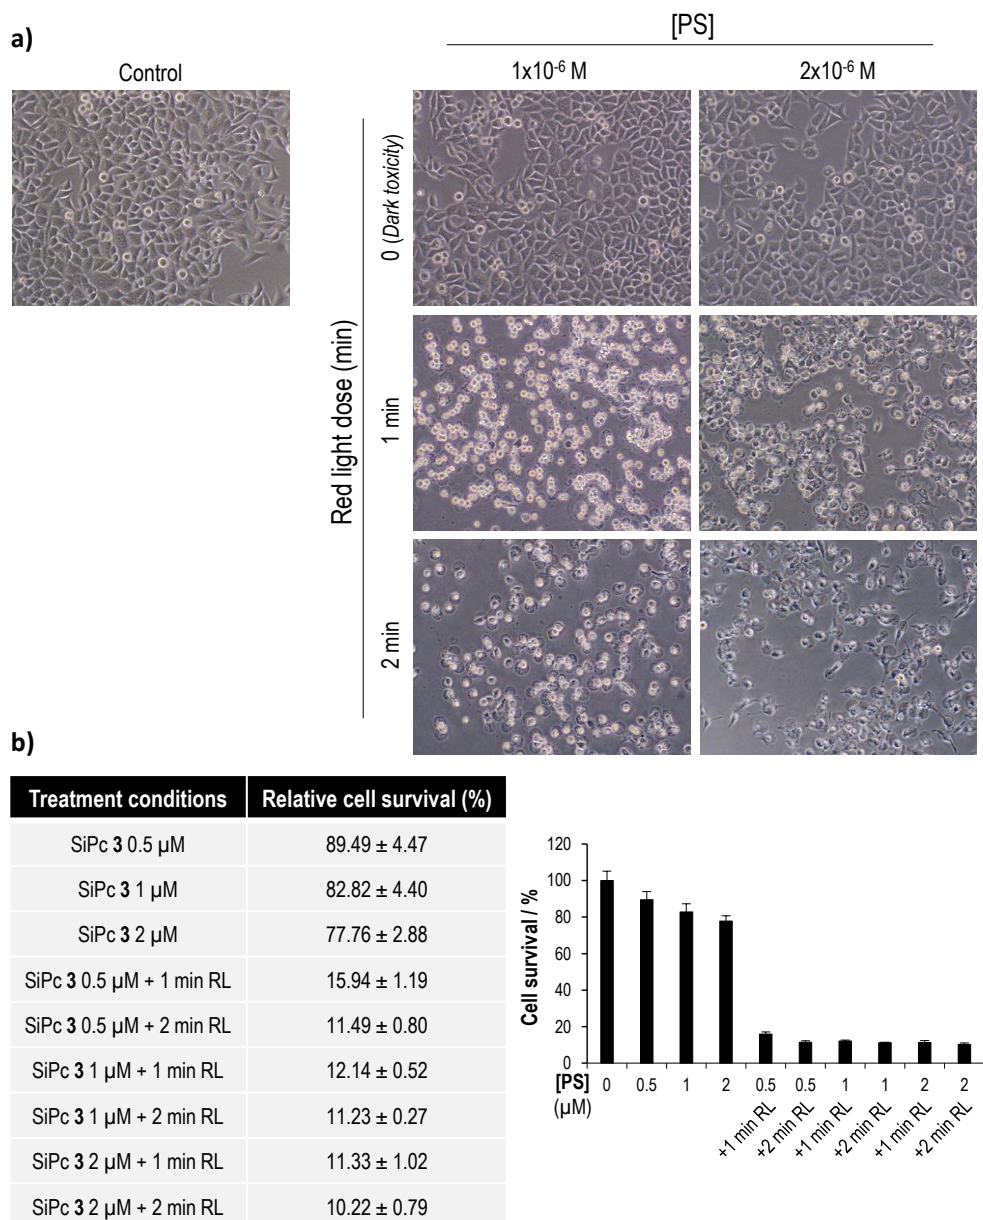 a)
[PS]
Control
1x10-6 M
2x10-6 M
Red light dose (min)
0 (Dark toxicity)
1 min
2 min
b)
Treatment conditions Relative cell survival (%)
SiPc 3 0.5 µM 89.49 ± 4.47
SiPc 3 1 µM 82.82 ± 4.40
SiPc 3 2 µM 77.76 ± 2.88
SiPc 3 0.5 µM + 1 min RL 15.94 ± 1.19
SiPc 3 0.5 µM + 2 min RL 11.49 ± 0.80
SiPc 3 1 µM + 1 min RL 12.14 ± 0.52
SiPc 3 1 µM + 2 min RL 11.23 ± 0.27
SiPc 3 2 µM + 1 min RL 11.33 ± 1.02
SiPc 3 2 µM + 2 min RL 10.22 ± 0.79
Cell survival / %
120
100
80
60
40
20
0
[PS] 0 0.5 1 2 0.5 0.5 1 1 2 2
(µM)
+1 min RL +2 min RL +1 min RL +2 min RL +1 min RL +2 min RL